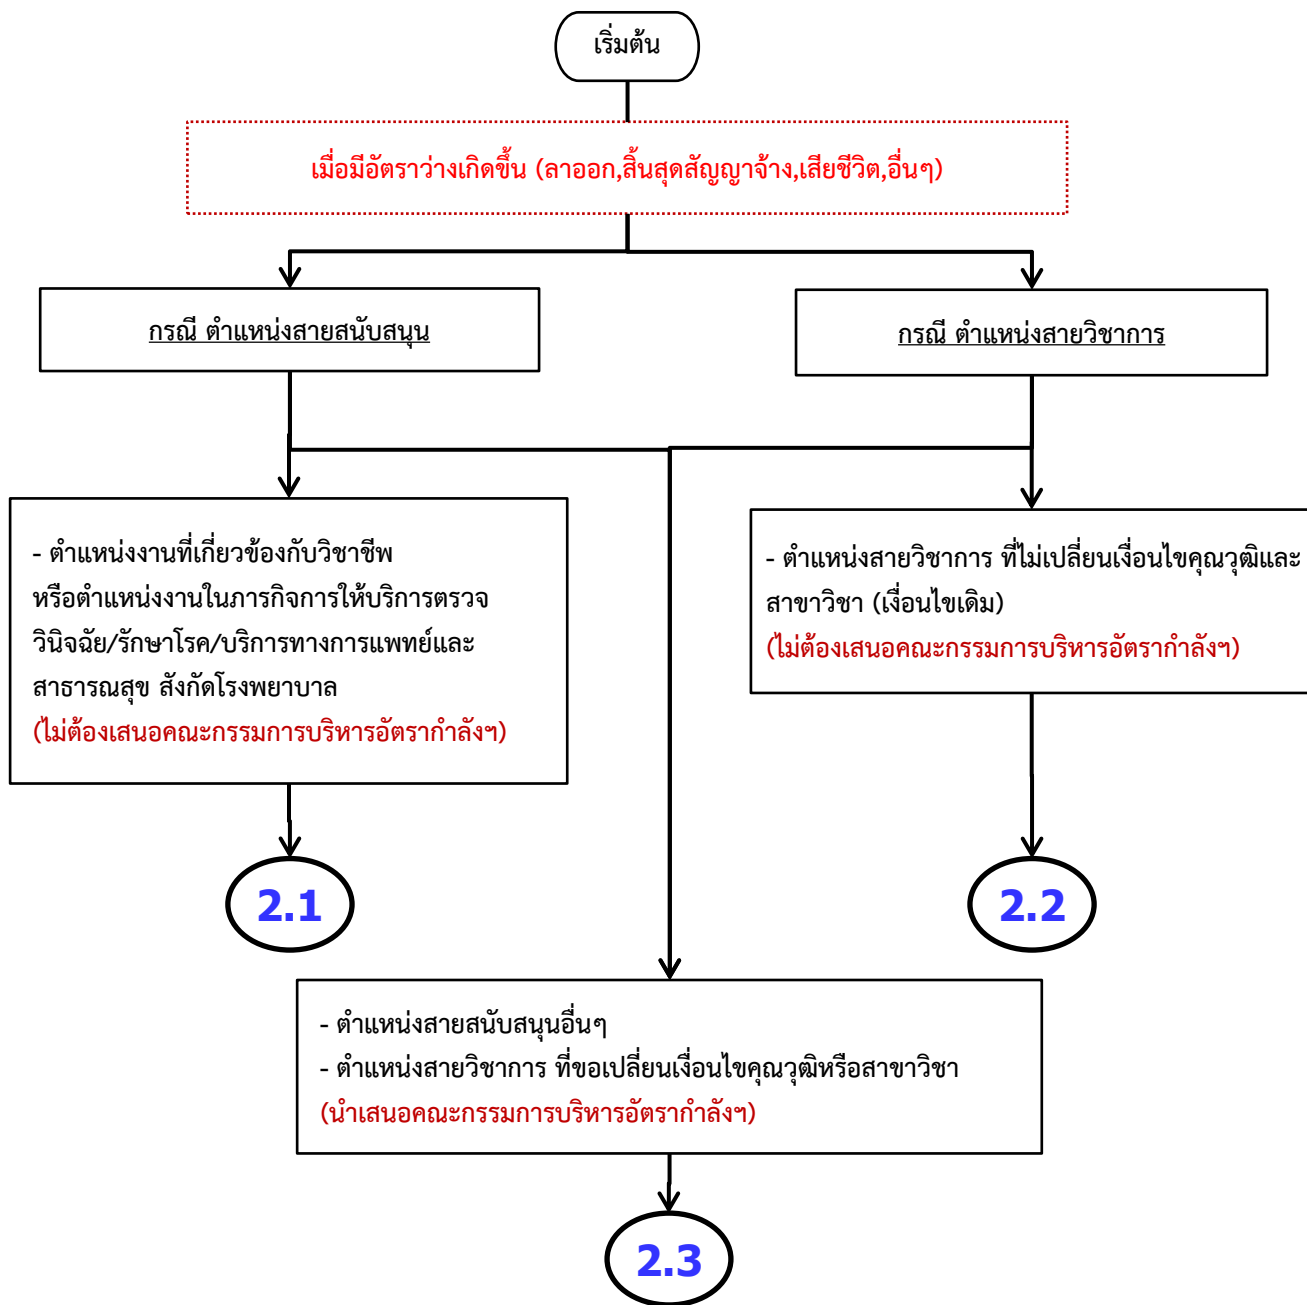 เริ่มต้น
เมื่อมีอัตราว่างเกิดขึ้น (ลาออก,สิ้นสุดสัญญาจ้าง,เสียชีวิต,อื่นๆ)
กรณี ตำแหน่งสายสนับสนุน
กรณี ตำแหน่งสายวิชาการ
- ตำแหน่งงานที่เกี่ยวข้องกับวิชาชีพ
หรือตำแหน่งงานในภารกิจการให้บริการตรวจ
วินิจฉัย/รักษาโรค/บริการทางการแพทย์และ
สาธารณสุข สังกัดโรงพยาบาล
(ไม่ต้องเสนอคณะกรรมการบริหารอัตรากำลังฯ)
- ตำแหน่งสายวิชาการ ที่ไม่เปลี่ยนเงื่อนไขคุณวุฒิและ
สาขาวิชา (เงื่อนไขเดิม)
(ไม่ต้องเสนอคณะกรรมการบริหารอัตรากำลังฯ)
2.1
2.2
- ตำแหน่งสายสนับสนุนอื่นๆ
- ตำแหน่งสายวิชาการ ที่ขอเปลี่ยนเงื่อนไขคุณวุฒิหรือสาขาวิชา
(นำเสนอคณะกรรมการบริหารอัตรากำลังฯ)
2.3